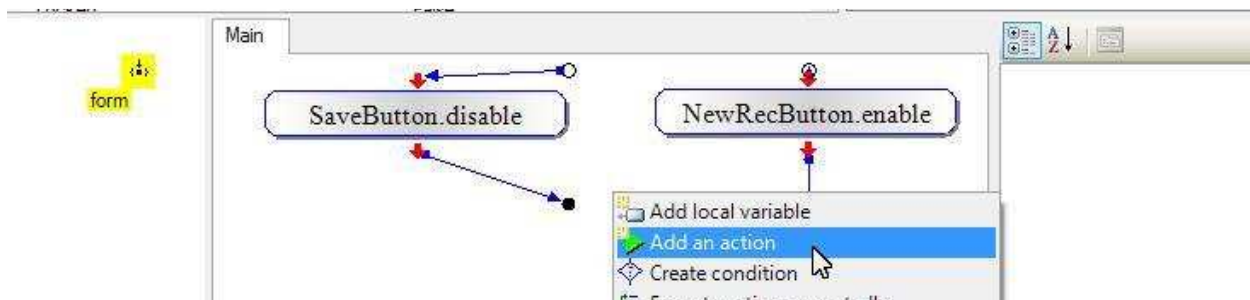 Main
form
SaveButton.disable
NewRecButton.enable
Add local variable
Add an action
Create condition